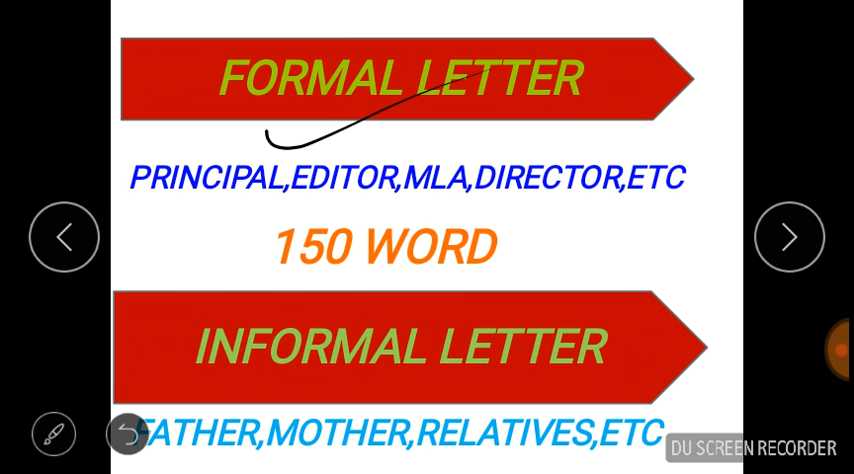 FORMAL LETTER
PRINCIPAL,EDITOR,MLA,DIRECTOR,ETC
150 WORD
INFORMAL LETTER
FATHER,MOTHER,RELATIVES,ETC
DU SCREEN RECORDER